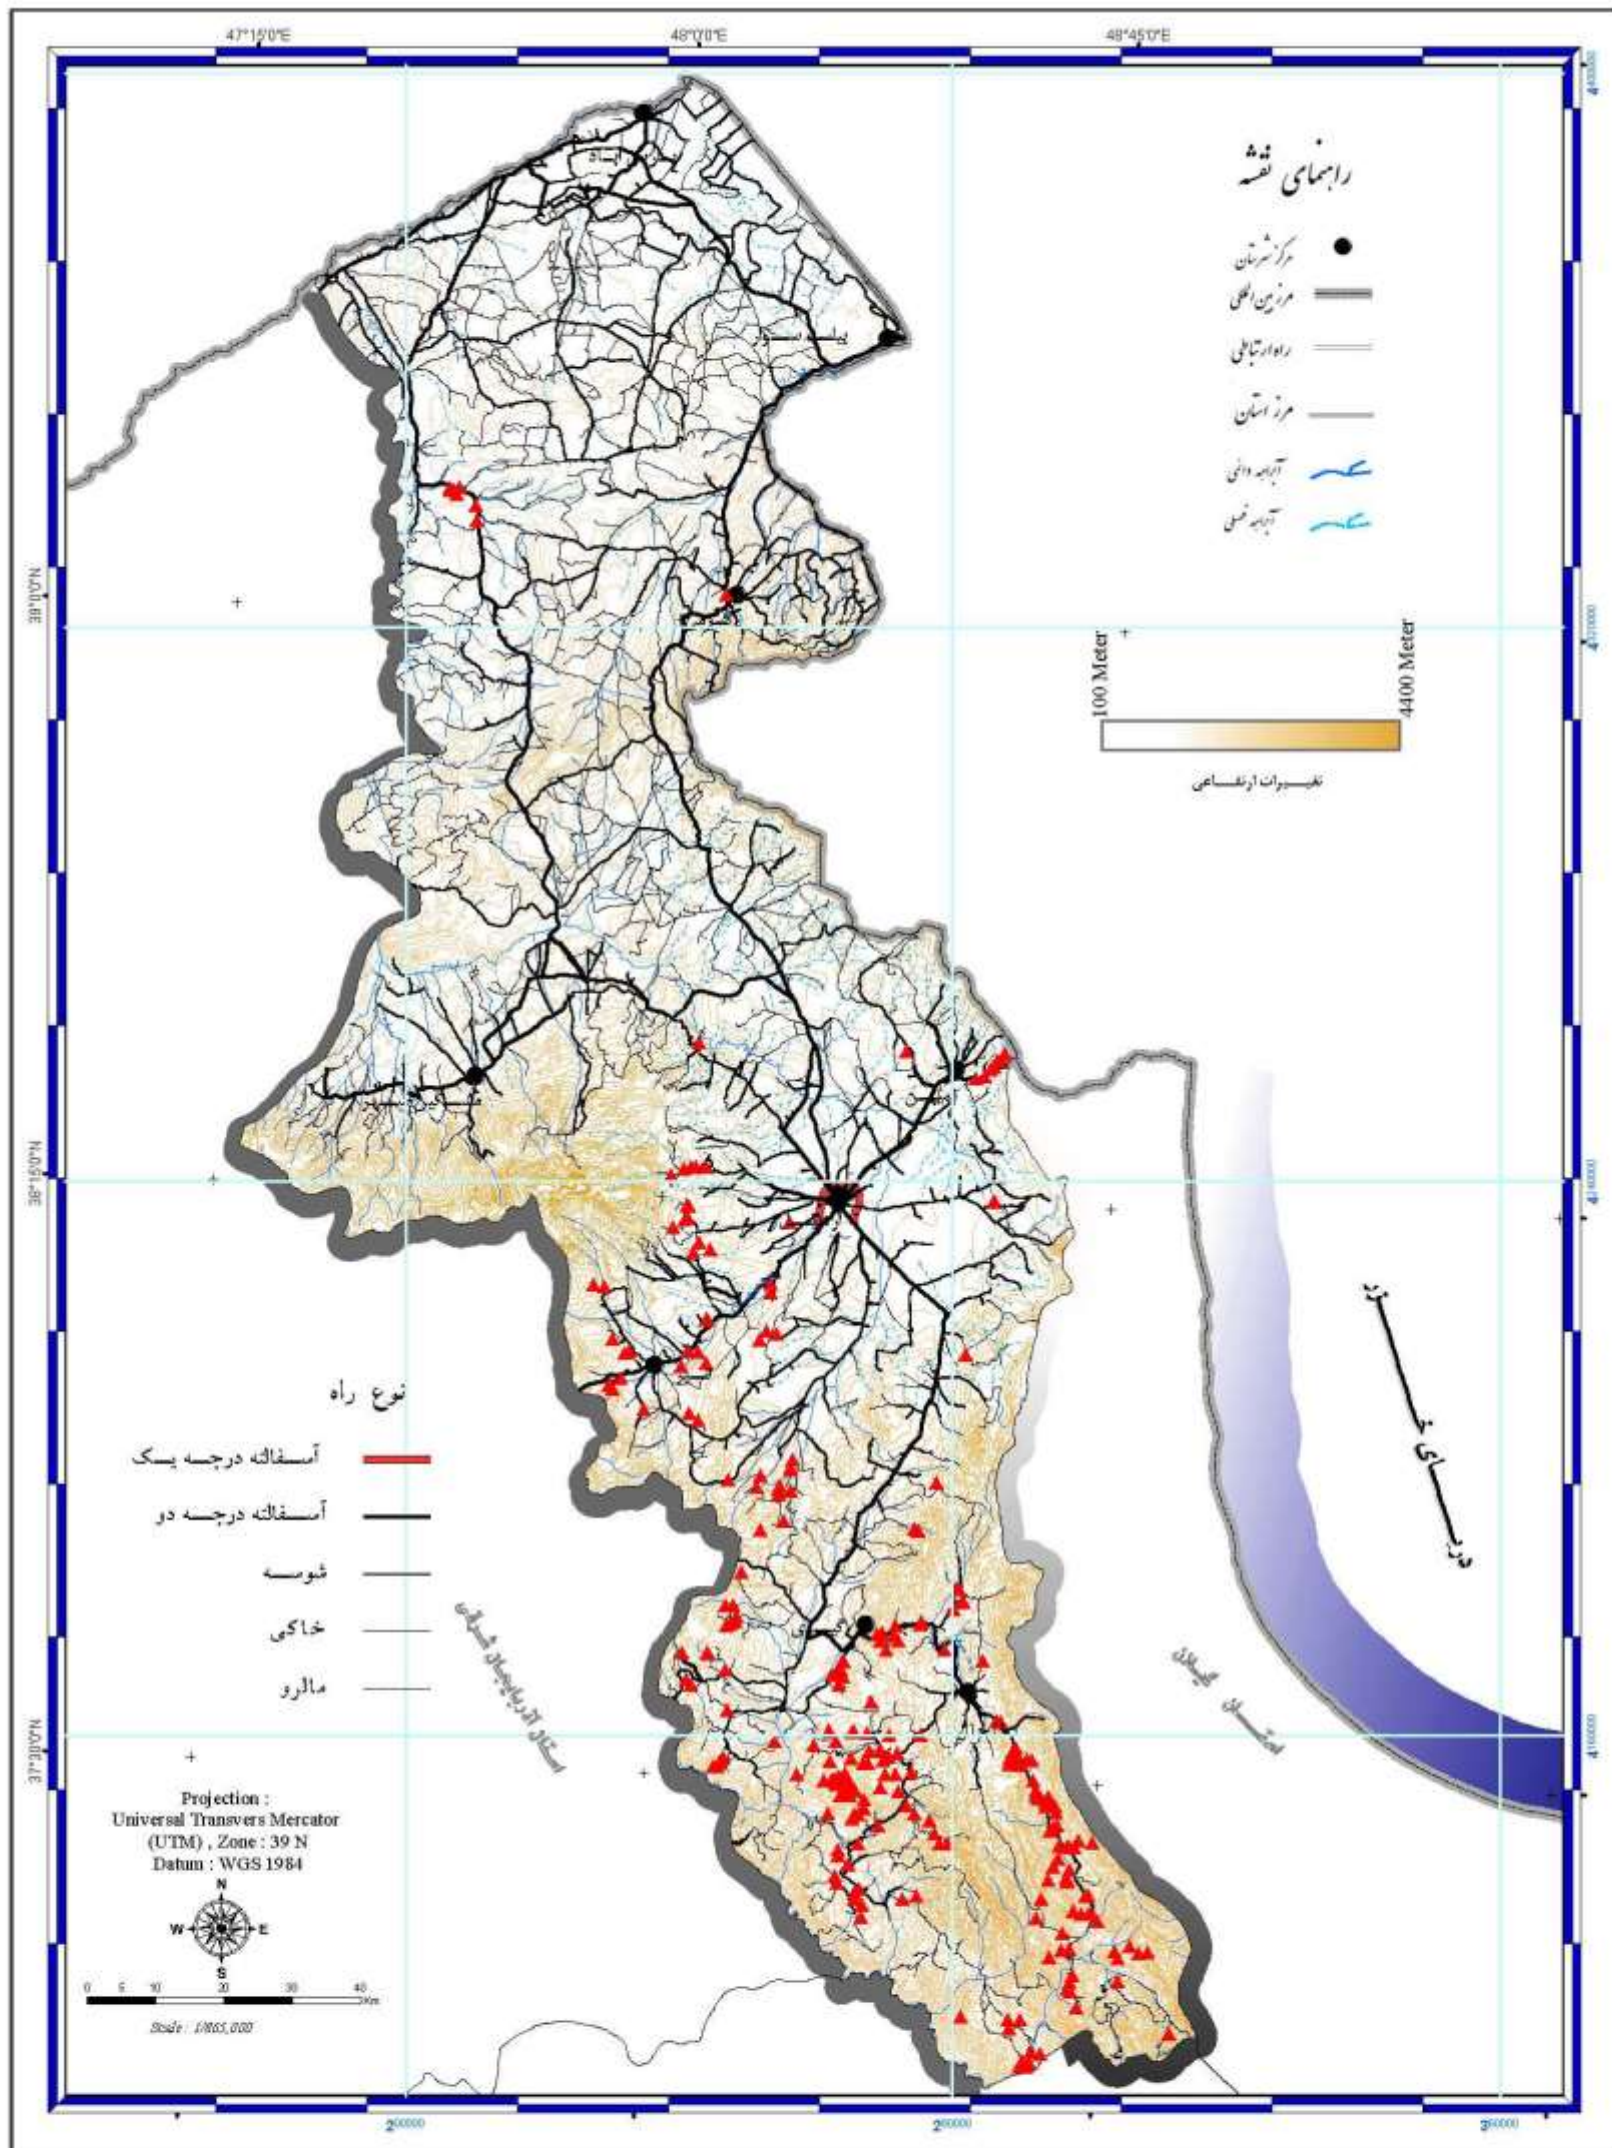 47°15'0"E
48°0'0"E
48°45'0"E
راهنمای نقشه
مرکز شهرستان
مرز بین المللی
راه ارتباطی
مرز استان
آبراهه دائمی
آبراهه فصلی
39°0'0"N
100 Meter
4400 Meter
تغییرات ارتفاعی
پیله سوار
38°15'0"N
دریای خزر
نوع راه
آسفالته درجه یک
آسفالته درجه دو
شوسه
خاکی
مالرو
استان آذربایجان شرقی
استان گیلان
37°30'0"N
Projection :
Universal Transvers Mercator
(UTM) , Zone : 39 N
Datum : WGS 1984
N
W E
S
0 5 10 20 30 40
Km
Scale : 1/865,000